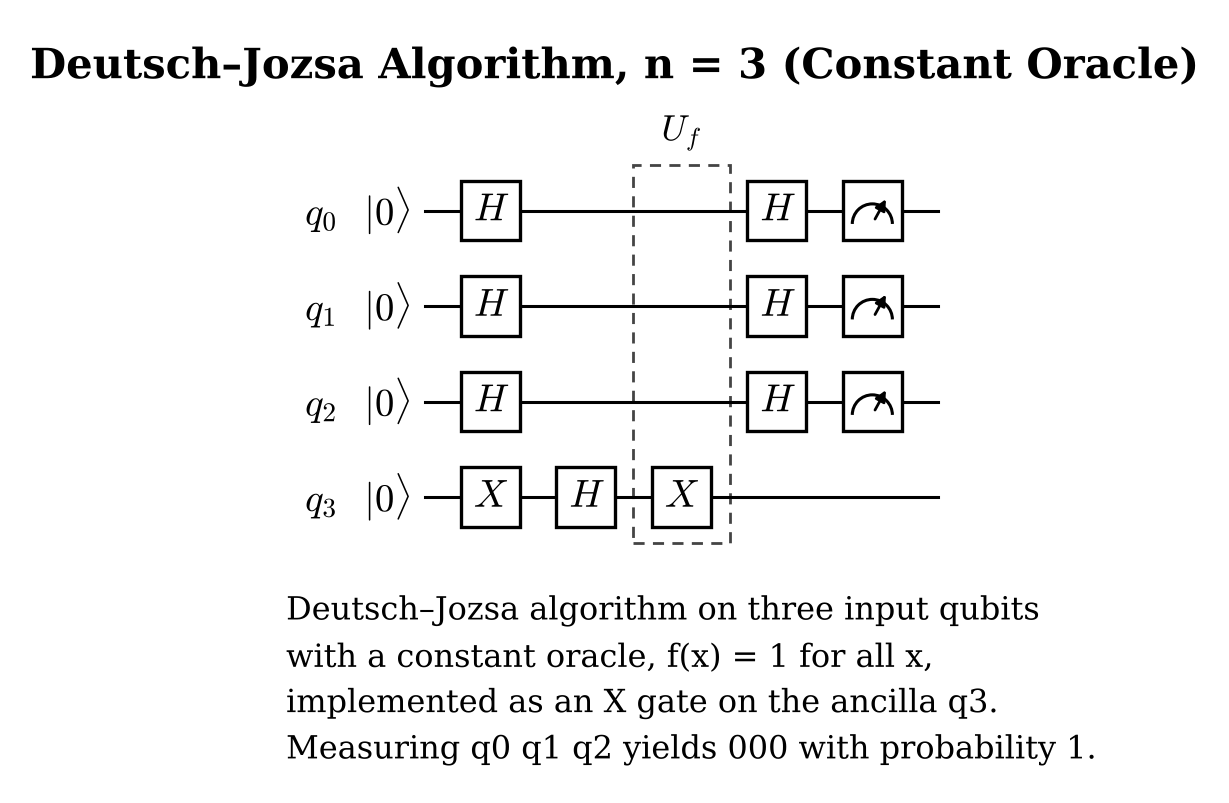 Deutsch–Jozsa Algorithm, n = 3 (Constant Oracle)
U_f
q_0 |0⟩ H H
q_1 |0⟩ H H
q_2 |0⟩ H H
q_3 |0⟩ X H X
Deutsch–Jozsa algorithm on three input qubits
with a constant oracle, f(x) = 1 for all x,
implemented as an X gate on the ancilla q3.
Measuring q0 q1 q2 yields 000 with probability 1.